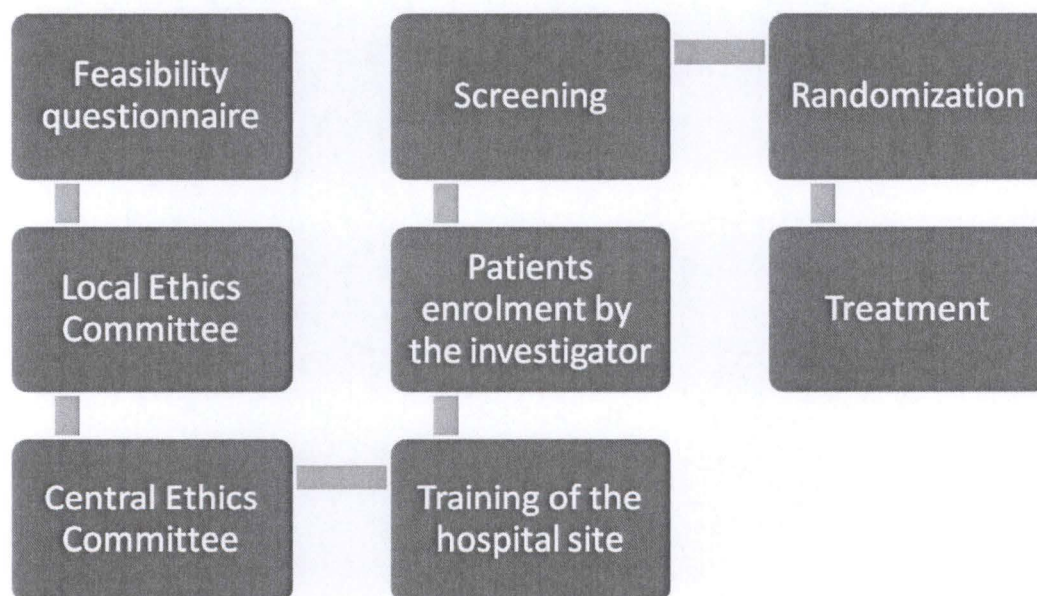 Feasibility
questionnaire
Local Ethics
Committee
Central Ethics
Committee
Training of the
hospital site
Patients
enrolment by
the investigator
Screening
Randomization
Treatment